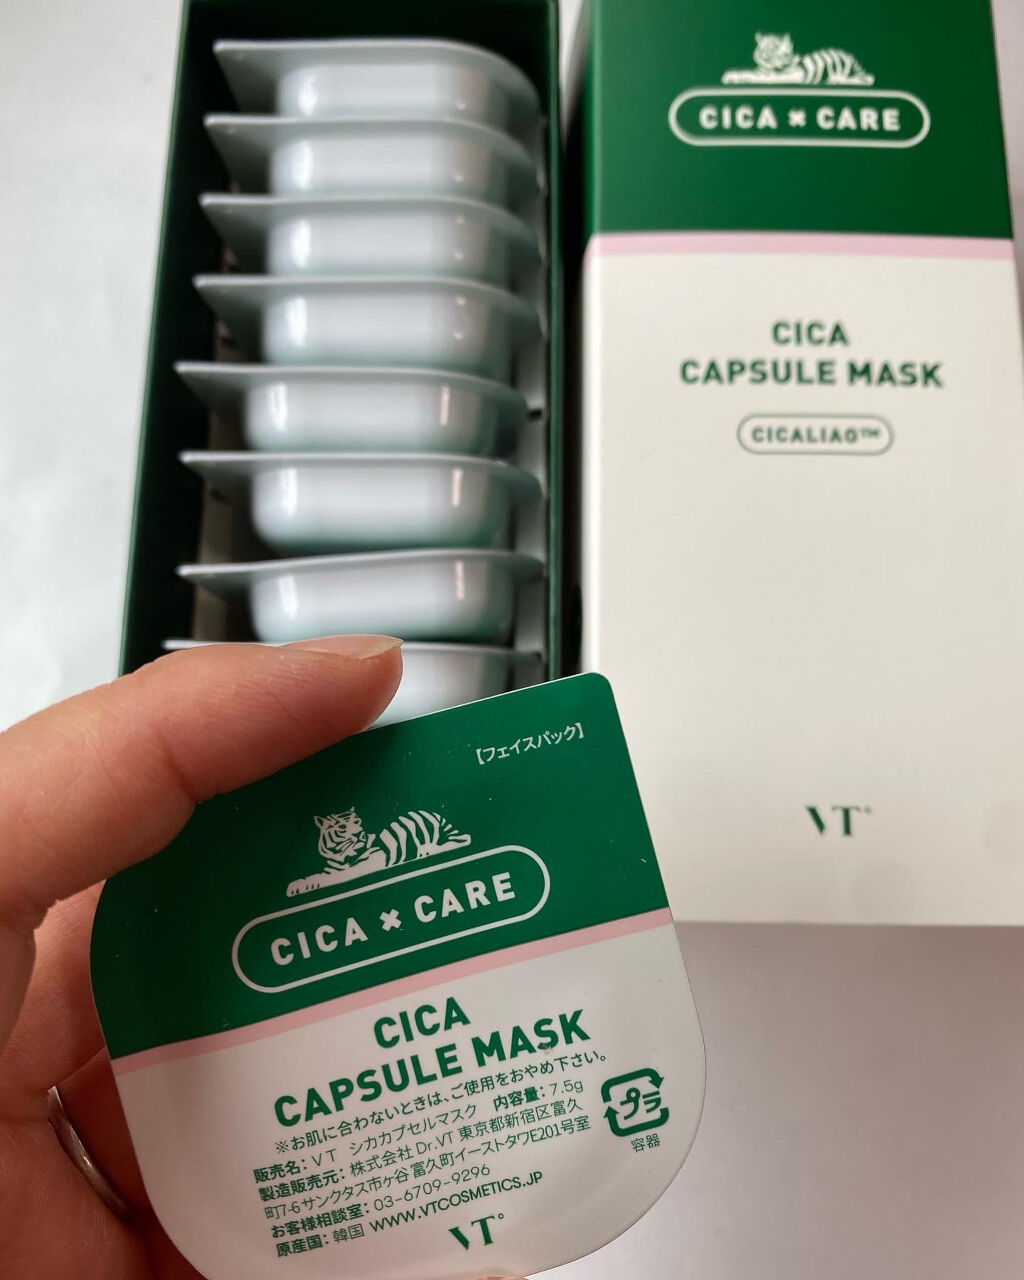 CICA × CARE
CICA
CAPSULE MASK
CICALIAG™
VT
【フェイスパック】
CICA × CARE
CICA
CAPSULE MASK
※お肌に合わないときは、ご使用をおやめ下さい。
販売名: VT シカカプセルマスク 内容量: 7.5g
製造販売元: 株式会社 Dr.VT 東京都新宿区富久
町7-6サンクタス市ヶ谷 富久町イーストタワE201号室
お客様相談室: 03-6709-9296
原産国: 韓国 WWW.VTCOSMETICS.JP
プラ
容器
VT